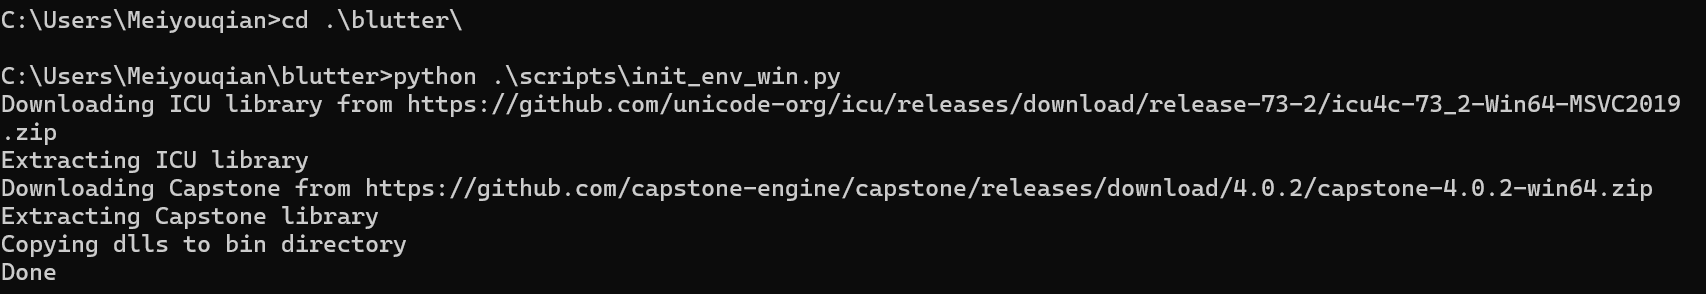 C:\Users\Meiyouqian>cd .\blutter\
C:\Users\Meiyouqian\blutter>python .\scripts\init_env_win.py
Downloading ICU library from https://github.com/unicode-org/icu/releases/download/release-73-2/icu4c-73_2-Win64-MSVC2019
.zip
Extracting ICU library
Downloading Capstone from https://github.com/capstone-engine/capstone/releases/download/4.0.2/capstone-4.0.2-win64.zip
Extracting Capstone library
Copying dlls to bin directory
Done